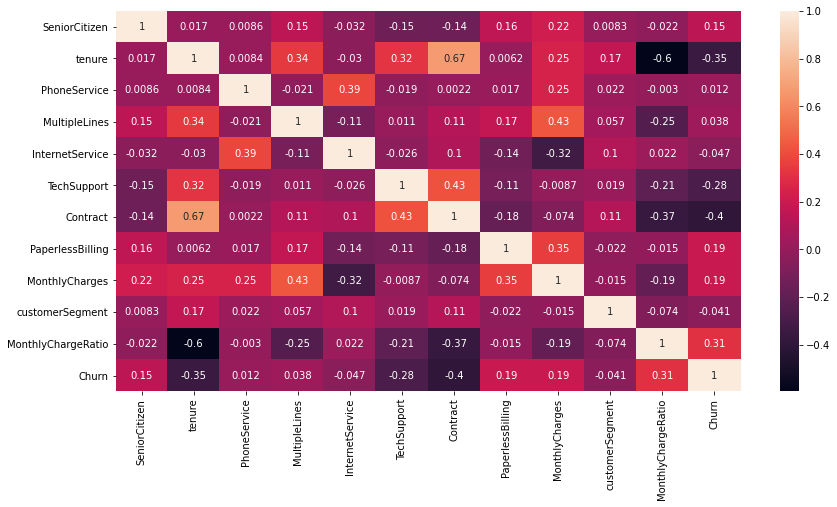 SeniorCitizen 1 0.017 0.0086 0.15 -0.032 -0.15 -0.14 0.16 0.22 0.0083 -0.022 0.15
tenure 0.017 1 0.0084 0.34 -0.03 0.32 0.67 0.0062 0.25 0.17 -0.6 -0.35
PhoneService 0.0086 0.0084 1 -0.021 0.39 -0.019 0.0022 0.017 0.25 0.022 -0.003 0.012
MultipleLines 0.15 0.34 -0.021 1 -0.11 0.011 0.11 0.17 0.43 0.057 -0.25 0.038
InternetService -0.032 -0.03 0.39 -0.11 1 -0.026 0.1 -0.14 -0.32 0.1 0.022 -0.047
TechSupport -0.15 0.32 -0.019 0.011 -0.026 1 0.43 -0.11 -0.0087 0.019 -0.21 -0.28
Contract -0.14 0.67 0.0022 0.11 0.1 0.43 1 -0.18 -0.074 0.11 -0.37 -0.4
PaperlessBilling 0.16 0.0062 0.017 0.17 -0.14 -0.11 -0.18 1 0.35 -0.022 -0.015 0.19
MonthlyCharges 0.22 0.25 0.25 0.43 -0.32 -0.0087 -0.074 0.35 1 -0.015 -0.19 0.19
customerSegment 0.0083 0.17 0.022 0.057 0.1 0.019 0.11 -0.022 -0.015 1 -0.074 -0.041
MonthlyChargeRatio -0.022 -0.6 -0.003 -0.25 0.022 -0.21 -0.37 -0.015 -0.19 -0.074 1 0.31
Churn 0.15 -0.35 0.012 0.038 -0.047 -0.28 -0.4 0.19 0.19 -0.041 0.31 1
SeniorCitizen
tenure
PhoneService
MultipleLines
InternetService
TechSupport
Contract
PaperlessBilling
MonthlyCharges
customerSegment
MonthlyChargeRatio
Churn
1.0
0.8
0.6
0.4
0.2
0.0
-0.2
-0.4